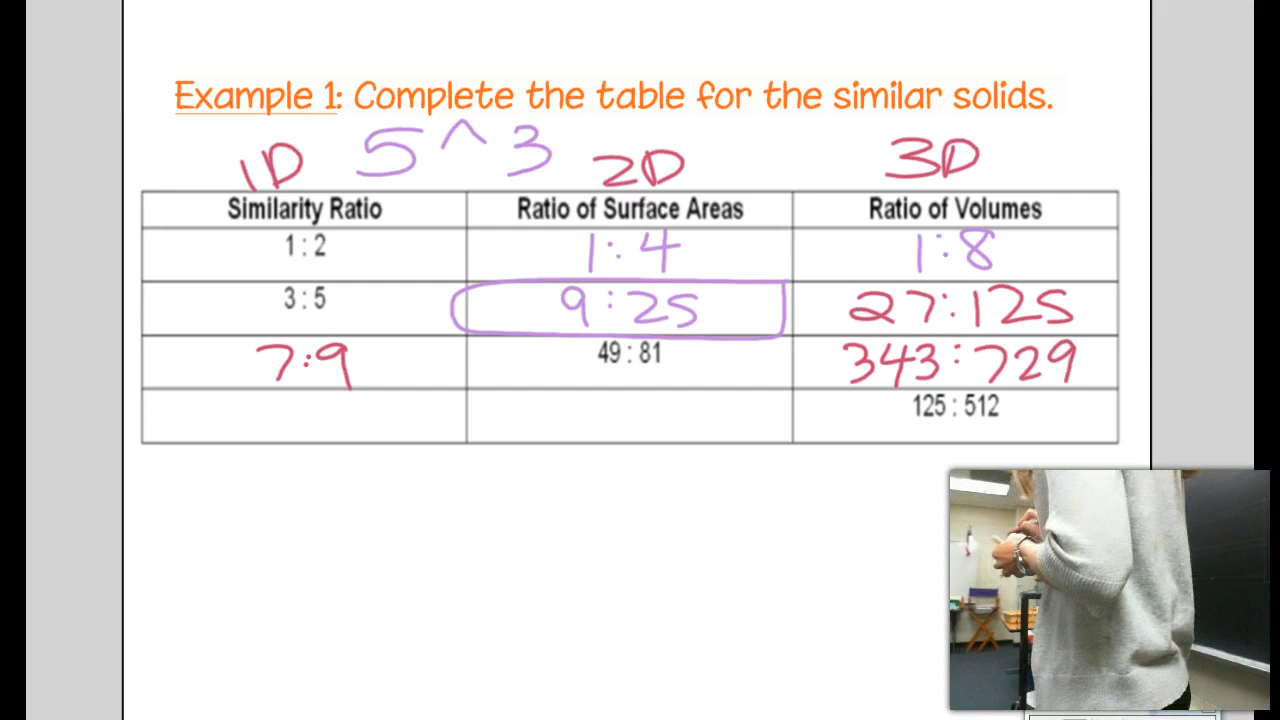 Example 1: Complete the table for the similar solids.
1D 5^3 2D 3D
Similarity Ratio Ratio of Surface Areas Ratio of Volumes
1 : 2 1:4 1:8
3 : 5 9:25 27:125
7:9 49 : 81 343:729
125 : 512